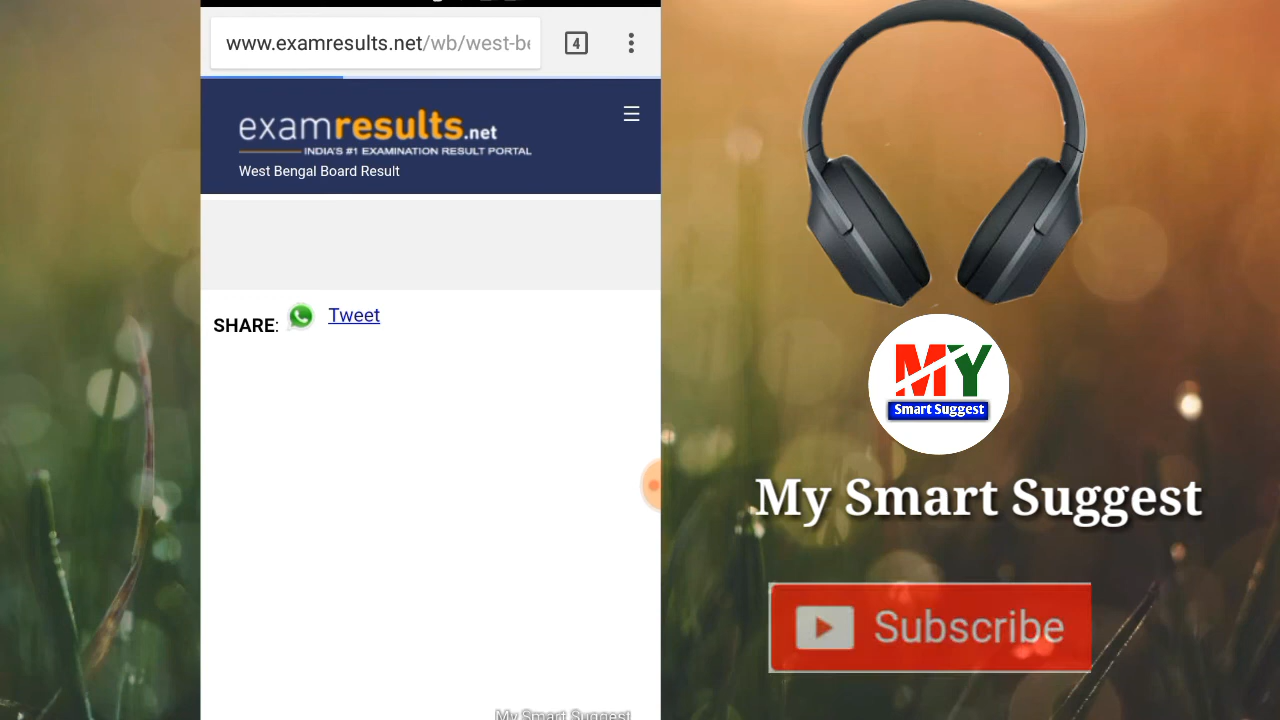 www.examresults.net/wb/west-be
4
examresults.net
INDIA'S #1 EXAMINATION RESULT PORTAL
West Bengal Board Result
SHARE:
Tweet
My Smart Suggest
MY
Smart Suggest
My Smart Suggest
Subscribe